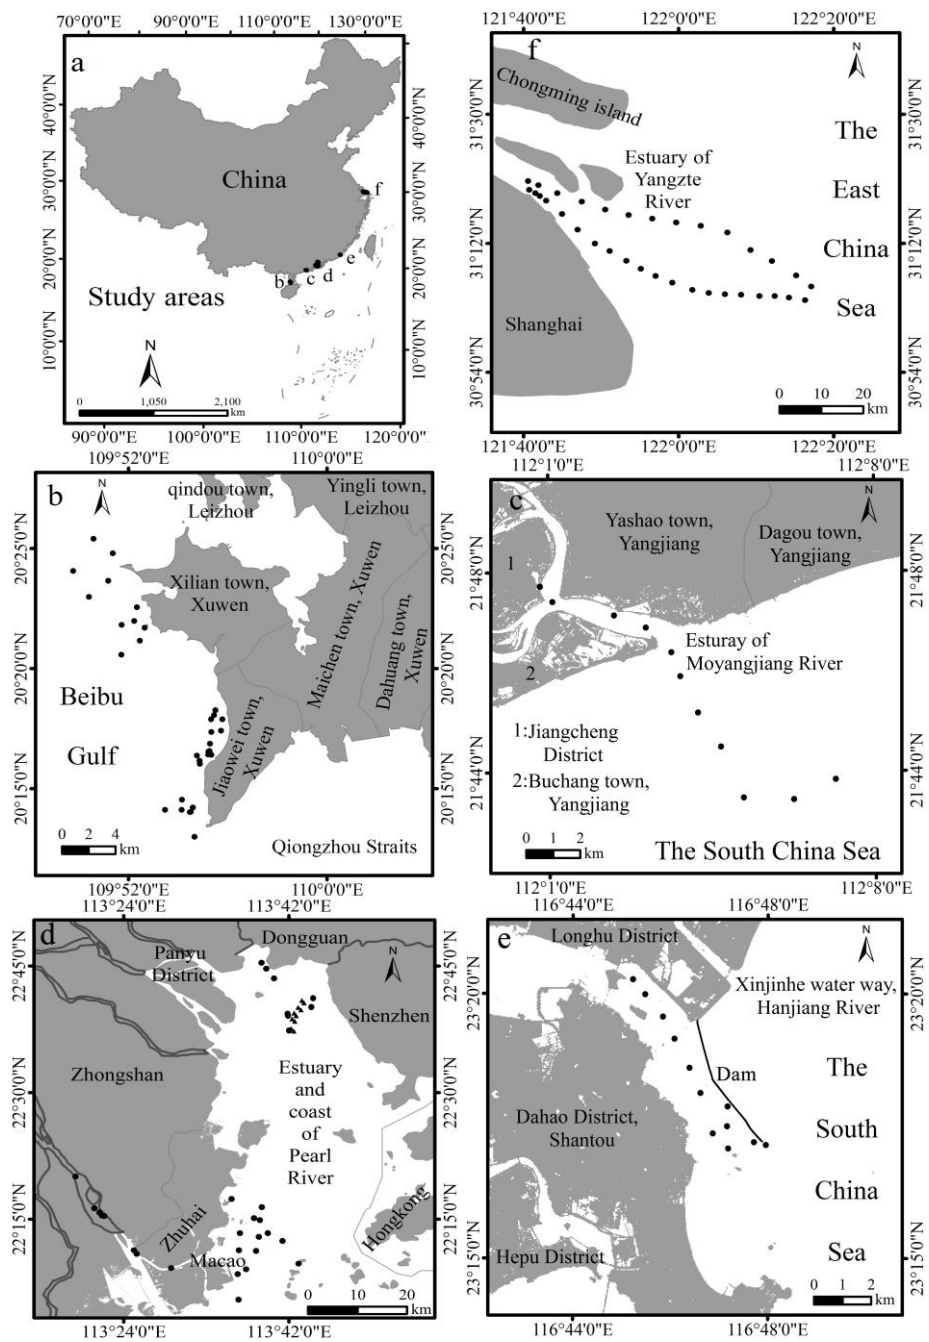 70°0'0"E 90°0'0"E 110°0'0"E 130°0'0"E
a
N
40°0'0"N
30°0'0"N
20°0'0"N
10°0'0"N
40°0'0"N
30°0'0"N
20°0'0"N
10°0'0"N
China
f
e
d
c
b
Study areas
N
0 1,050 2,100
km
90°0'0"E 100°0'0"E 110°0'0"E 120°0'0"E
121°40'0"E 122°0'0"E 122°20'0"E
f
N
Chongming island
31°30'0"N
31°12'0"N
30°54'0"N
31°30'0"N
31°12'0"N
30°54'0"N
The
Estuary of
Yangzte
River
East
China
Sea
Shanghai
0 10 20
km
121°40'0"E 122°0'0"E 122°20'0"E
109°52'0"E 110°0'0"E
b
N
qindou town,
Leizhou
Yingli town,
Leizhou
20°25'0"N
20°20'0"N
20°15'0"N
20°25'0"N
20°20'0"N
20°15'0"N
Xilian town,
Xuwen
Maichen town, Xuwen
Dahuang town,
Xuwen
Beibu
Gulf
Jiaowei town,
Xuwen
0 2 4
km
Qiongzhou Straits
109°52'0"E 110°0'0"E
112°1'0"E 112°8'0"E
c
N
Yashao town,
Yangjiang
Dagou town,
Yangjiang
1
21°48'0"N
21°44'0"N
21°48'0"N
21°44'0"N
2
Esturay of
Moyangjiang River
1:Jiangcheng
District
2:Buchang town,
Yangjiang
0 1 2
km
The South China Sea
112°1'0"E 112°8'0"E
113°24'0"E 113°42'0"E
d
N
Dongguan
Panyu
District
22°45'0"N
22°30'0"N
22°15'0"N
22°45'0"N
22°30'0"N
22°15'0"N
Shenzhen
Zhongshan
Estuary
and
coast
of
Pearl
River
Zhuhai
Macao
Hongkong
0 10 20
km
113°24'0"E 113°42'0"E
116°44'0"E 116°48'0"E
e
N
Longhu District
Xinjinhe water way,
Hanjiang River
23°20'0"N
23°15'0"N
23°20'0"N
23°15'0"N
The
Dam
Dahao District,
Shantou
South
China
Sea
Hepu District
0 1 2
km
116°44'0"E 116°48'0"E